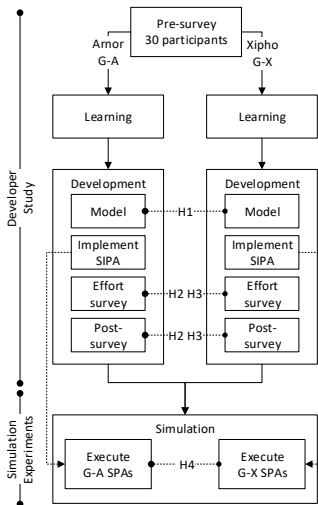 Pre-survey
30 participants
Arnor
G-A
Xipho
G-X
Learning
Learning
Development
Development
Model
H1
Model
Implement
SIPA
Implement
SIPA
Effort
survey
H2 H3
Effort
survey
Post-
survey
H2 H3
Post-
survey
Developer
Study
Simulation
Execute
G-A SPAs
H4
Execute
G-X SPAs
Simulation
Experiments